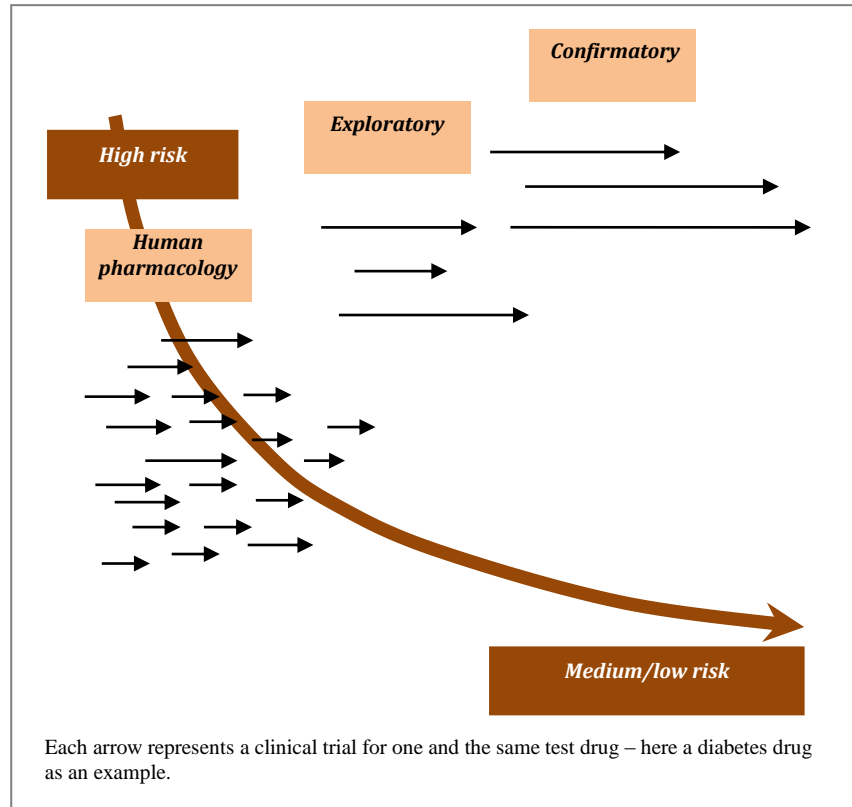 Confirmatory
Exploratory
High risk
Human
pharmacology
Medium/low risk
Each arrow represents a clinical trial for one and the same test drug – here a diabetes drug
as an example.